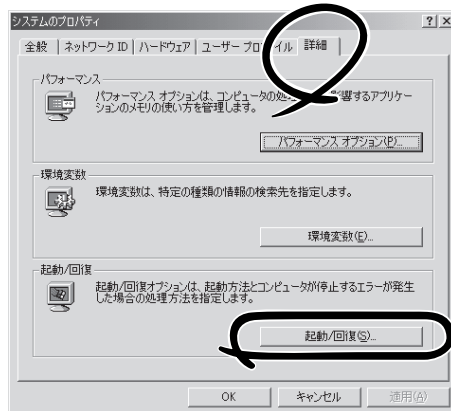 システムのプロパティ
? X
全般 ネットワーク ID ハードウェア ユーザー プロ イル 詳細
パフォーマンス
パフォーマンス オプションは、コンピュータの処 影響するアプリケー
ションのメモリの使い方を管理します。
パフォーマンス オプション(P)...
環境変数
環境変数は、特定の種類の情報の検索先を指定します。
環境変数(E)...
起動/回復
起動/回復オプションは、起動方法とコンピュータが停止するエラーが発生
した場合の処理方法を指定します。
起動/回復(S)...
OK キャンセル 適用(A)